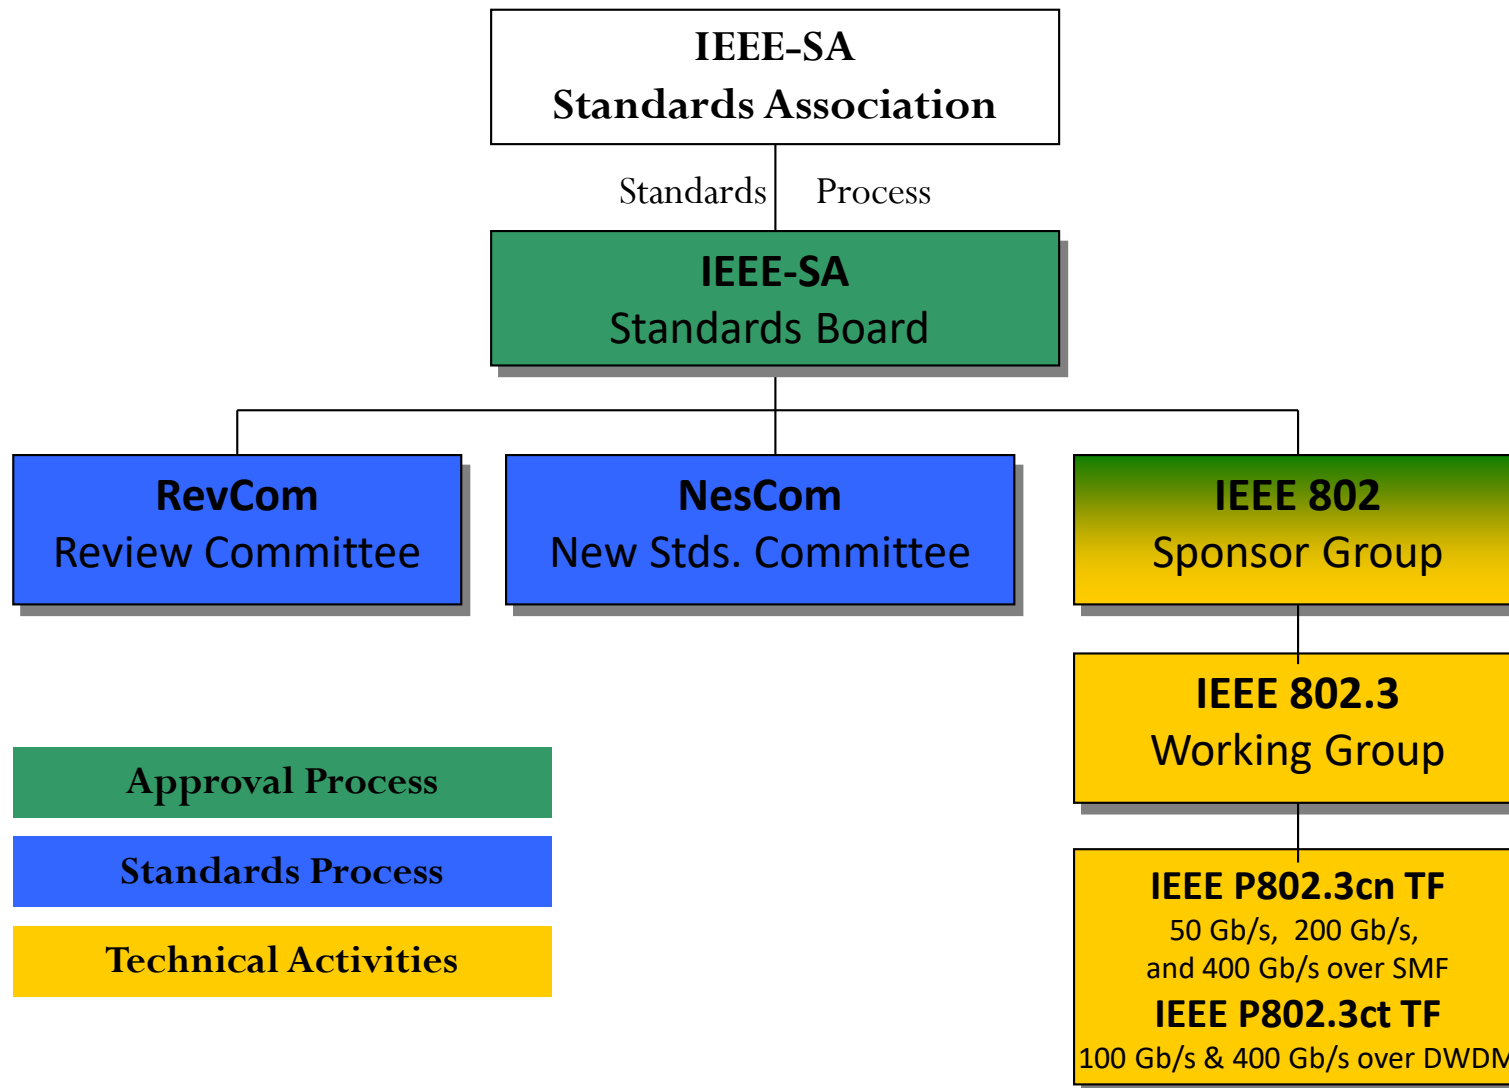 IEEE-SA
Standards Association
Standards Process
IEEE-SA
Standards Board
RevCom
Review Committee
NesCom
New Stds. Committee
IEEE 802
Sponsor Group
IEEE 802.3
Working Group
Approval Process
Standards Process
Technical Activities
IEEE P802.3cn TF
50 Gb/s, 200 Gb/s,
and 400 Gb/s over SMF
IEEE P802.3ct TF
100 Gb/s & 400 Gb/s over DWDM